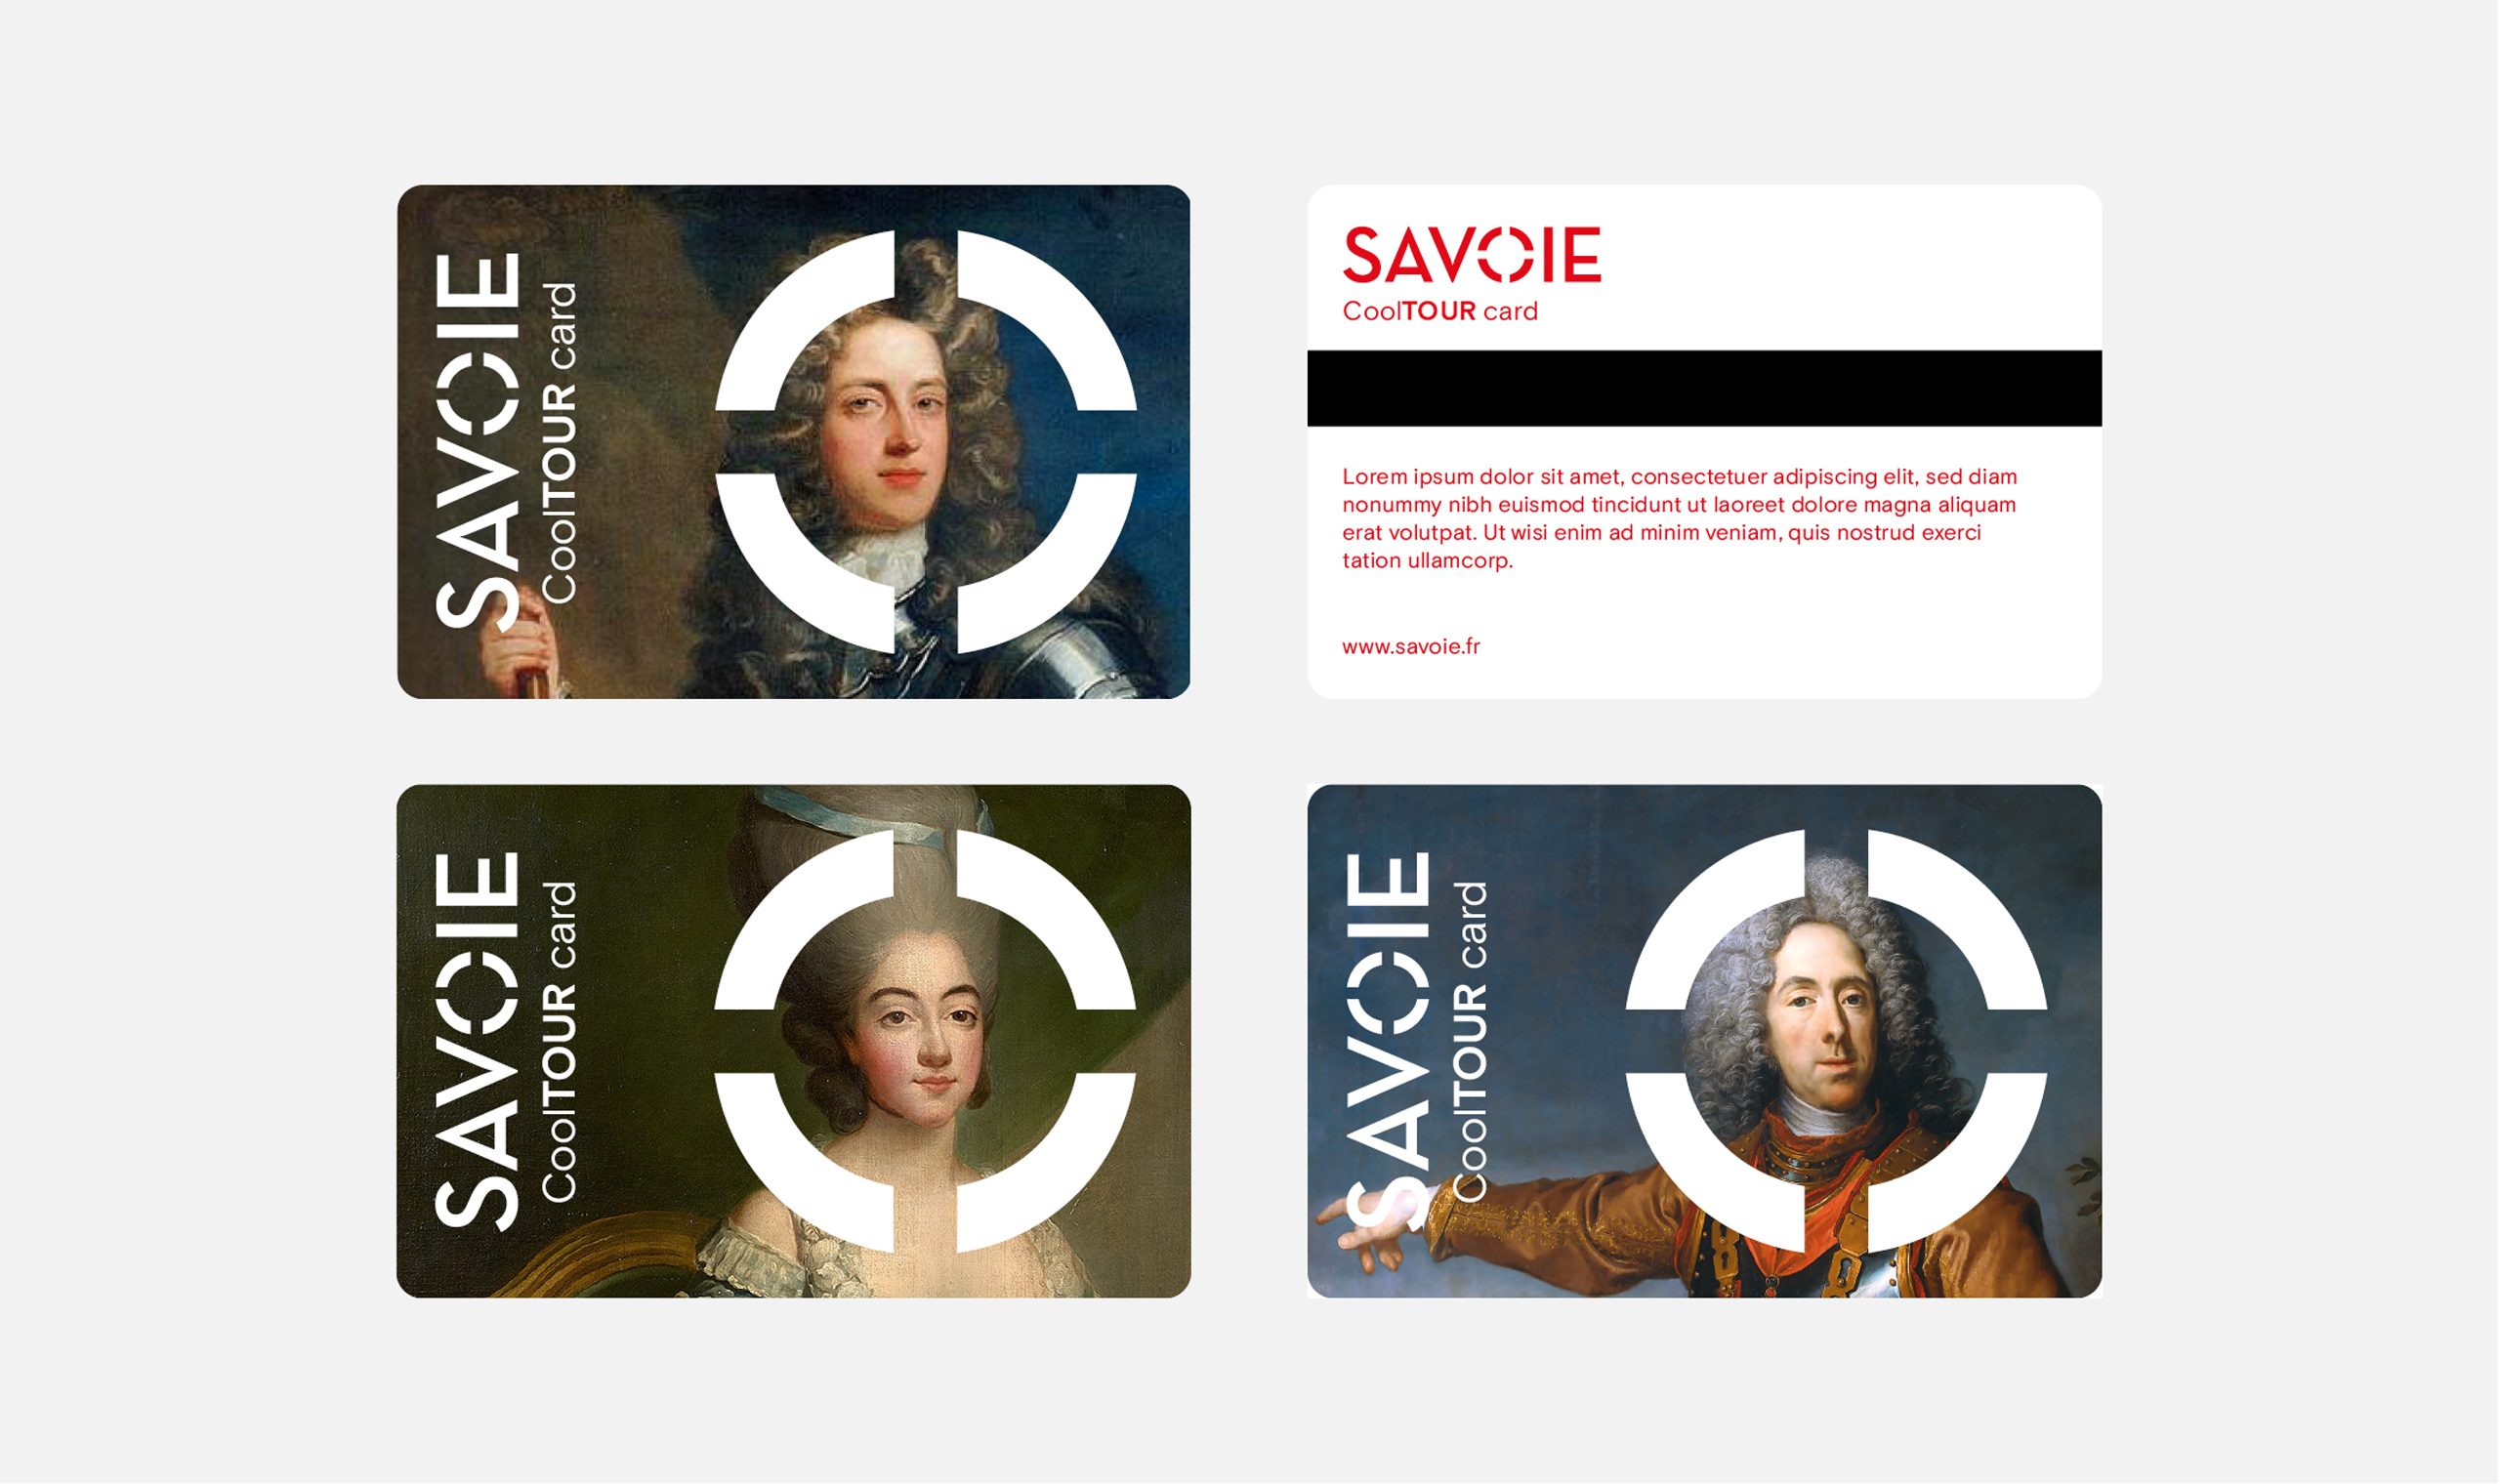 SAVOIE
CoolTOUR card
SAVOIE
CoolTOUR card
Lorem ipsum dolor sit amet, consectetuer adipiscing elit, sed diam
nonummy nibh euismod tincidunt ut laoreet dolore magna aliquam
erat volutpat. Ut wisi enim ad minim veniam, quis nostrud exerci
tation ullamcorp.
www.savoie.fr
SAVOIE
CoolTOUR card
SAVOIE
CoolTOUR card